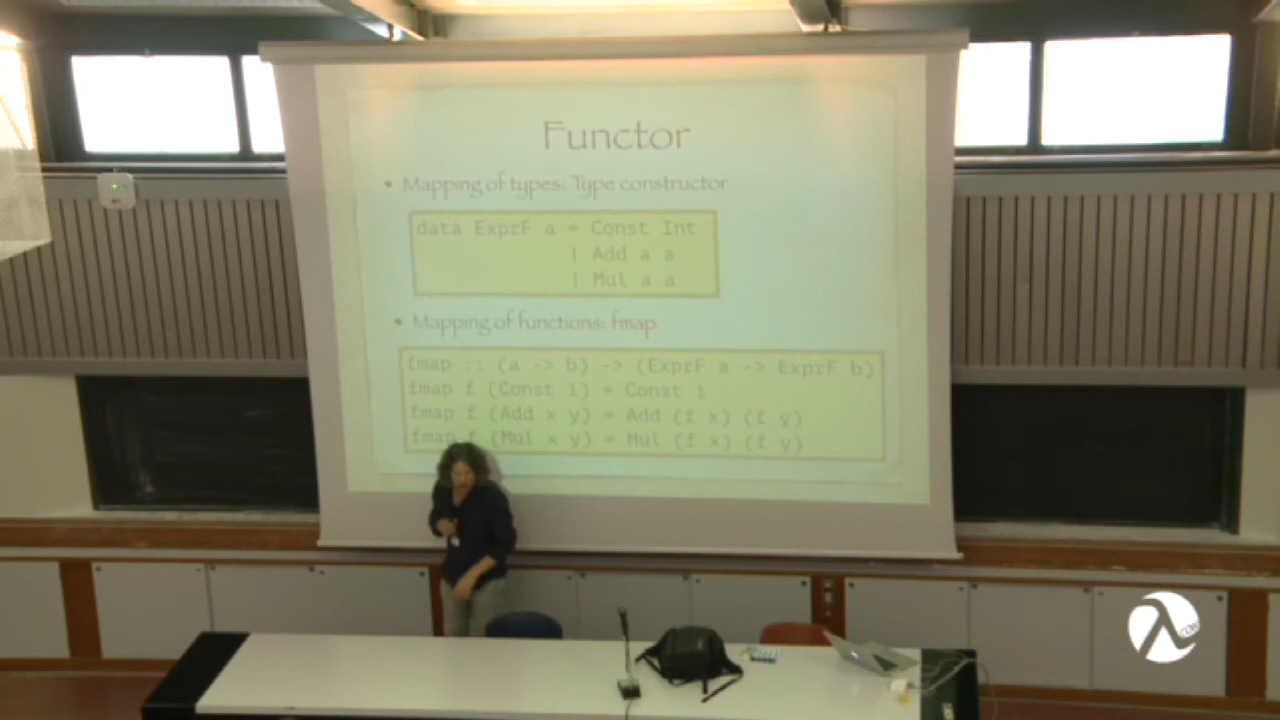 Functor
• Mapping of types: Type constructor
data ExprF a = Const Int
| Add a a
| Mul a a
• Mapping of functions: fmap
fmap :: (a -> b) -> (ExprF a -> ExprF b)
fmap f (Const i) = Const i
fmap f (Add x y) = Add (f x) (f y)
fmap f (Mul x y) = Mul (f x) (f y)
λ
COM